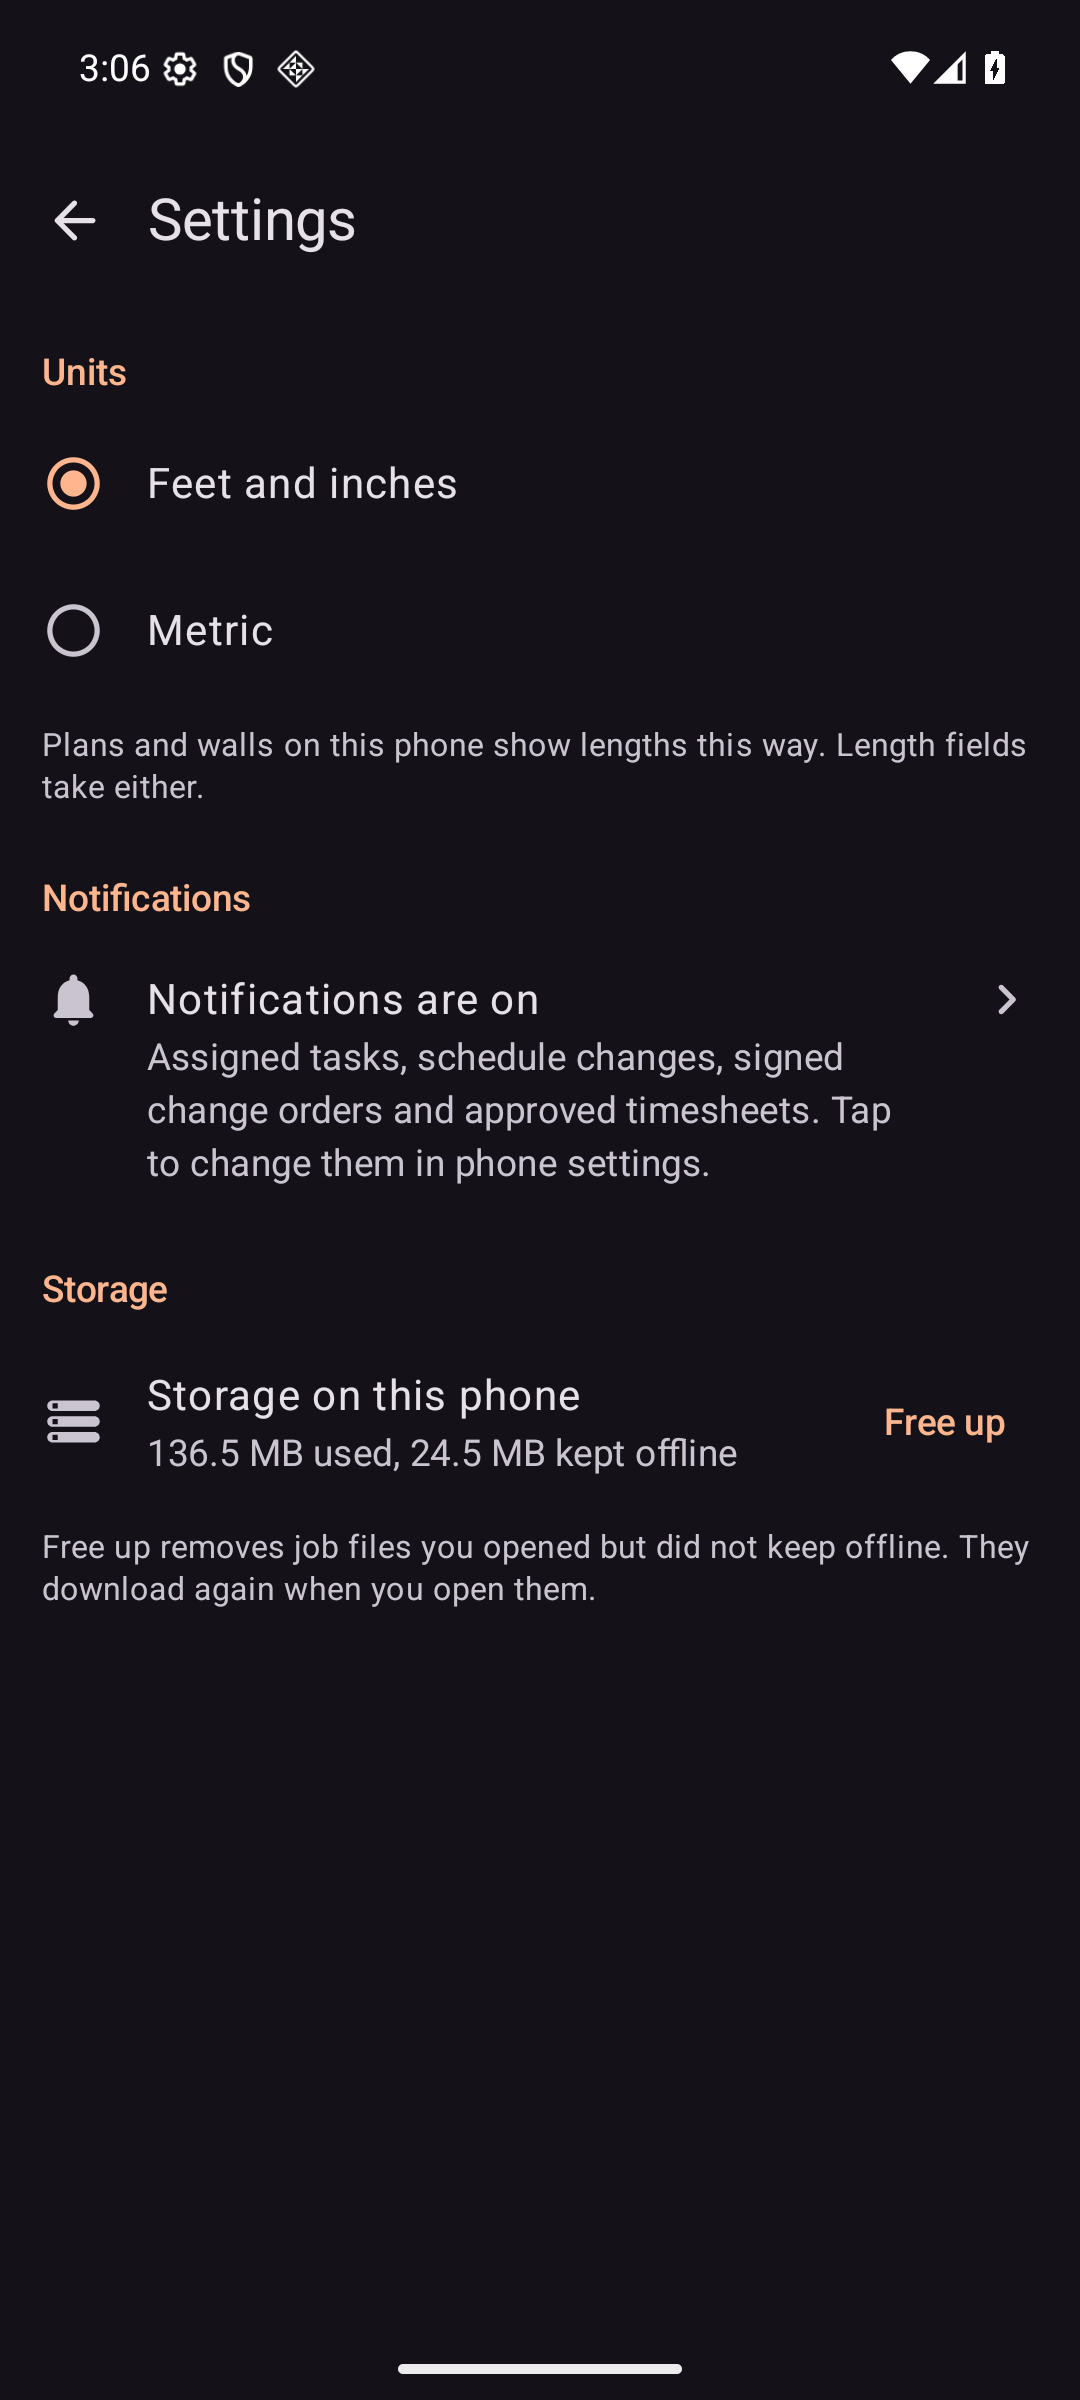 3:06
Settings
Units
Feet and inches
Metric
Plans and walls on this phone show lengths this way. Length fields
take either.
Notifications
Notifications are on
Assigned tasks, schedule changes, signed
change orders and approved timesheets. Tap
to change them in phone settings.
Storage
Storage on this phone
136.5 MB used, 24.5 MB kept offline
Free up
Free up removes job files you opened but did not keep offline. They
download again when you open them.